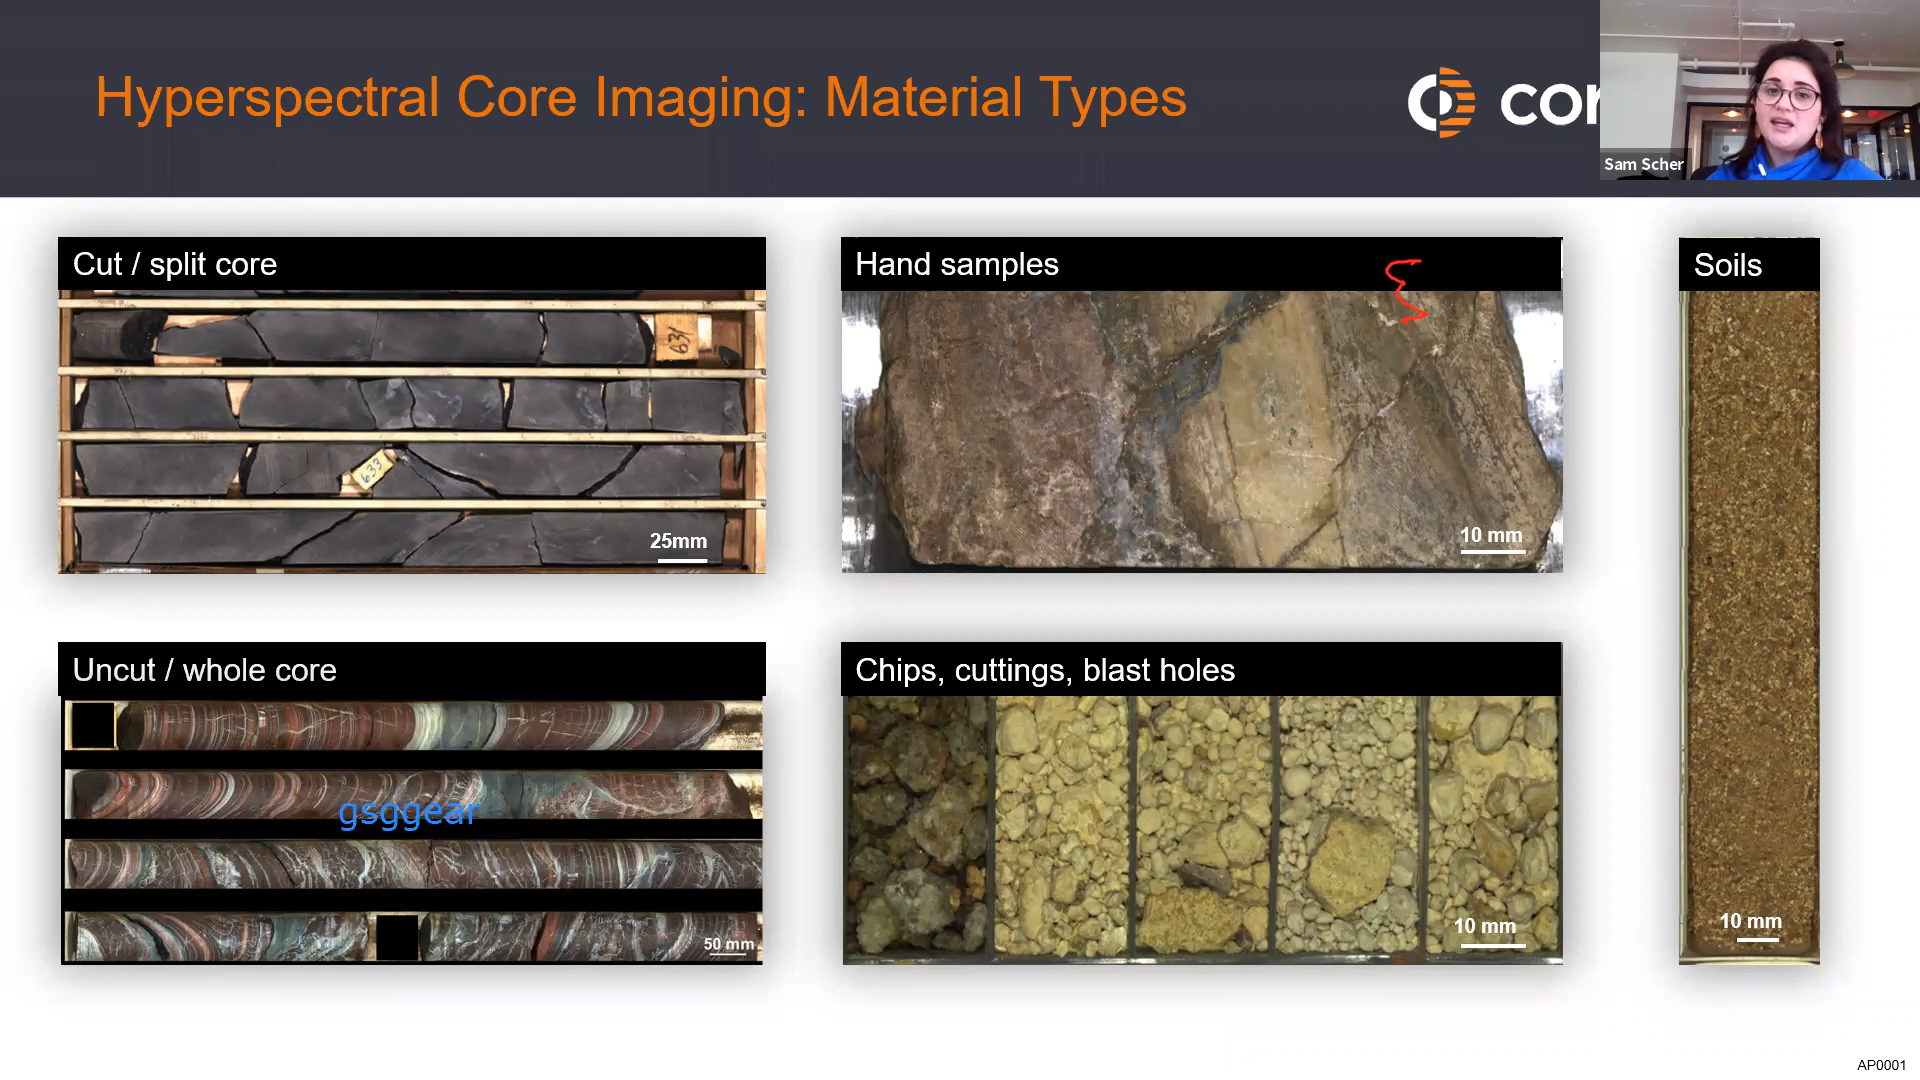 Hyperspectral Core Imaging: Material Types
cor
Sam Scher
Cut / split core
631
633
25mm
Hand samples
10 mm
Soils
10 mm
Uncut / whole core
gsggear
50 mm
Chips, cuttings, blast holes
10 mm
AP0001